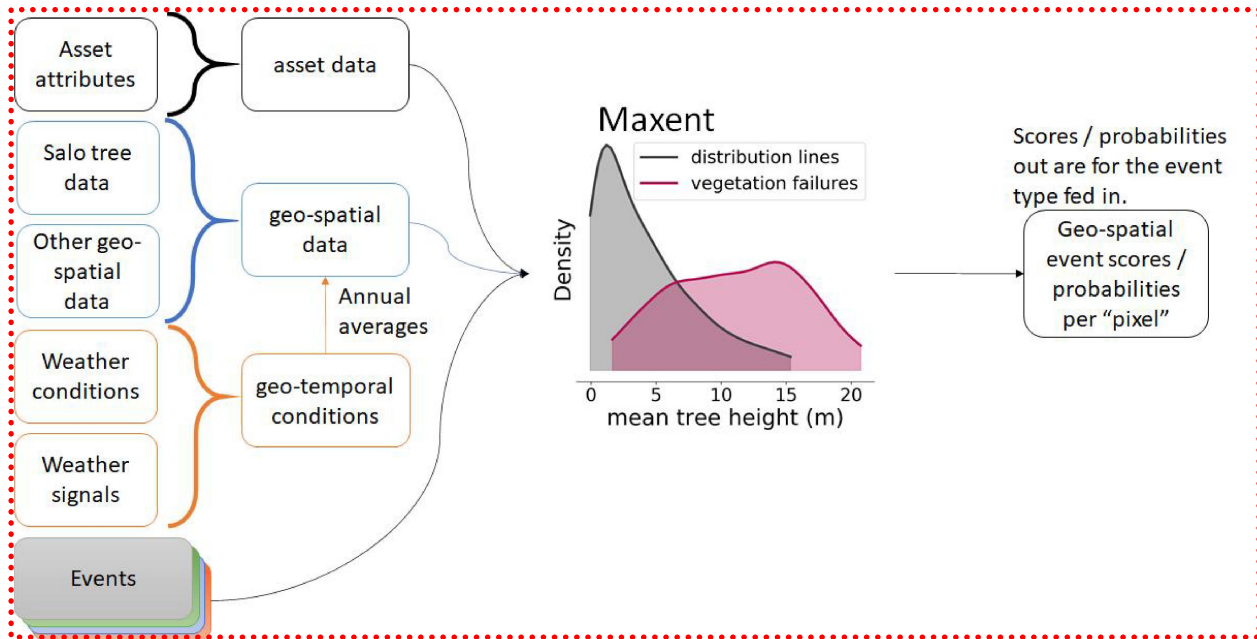 Asset
attributes
asset data
Salo tree
data
Other geo-
spatial
data
geo-spatial
data
Annual
averages
Weather
conditions
geo-temporal
conditions
Weather
signals
Events
Maxent
distribution lines
vegetation failures
Density
0 5 10 15 20
mean tree height (m)
Scores / probabilities
out are for the event
type fed in.
Geo-spatial
event scores /
probabilities
per “pixel”